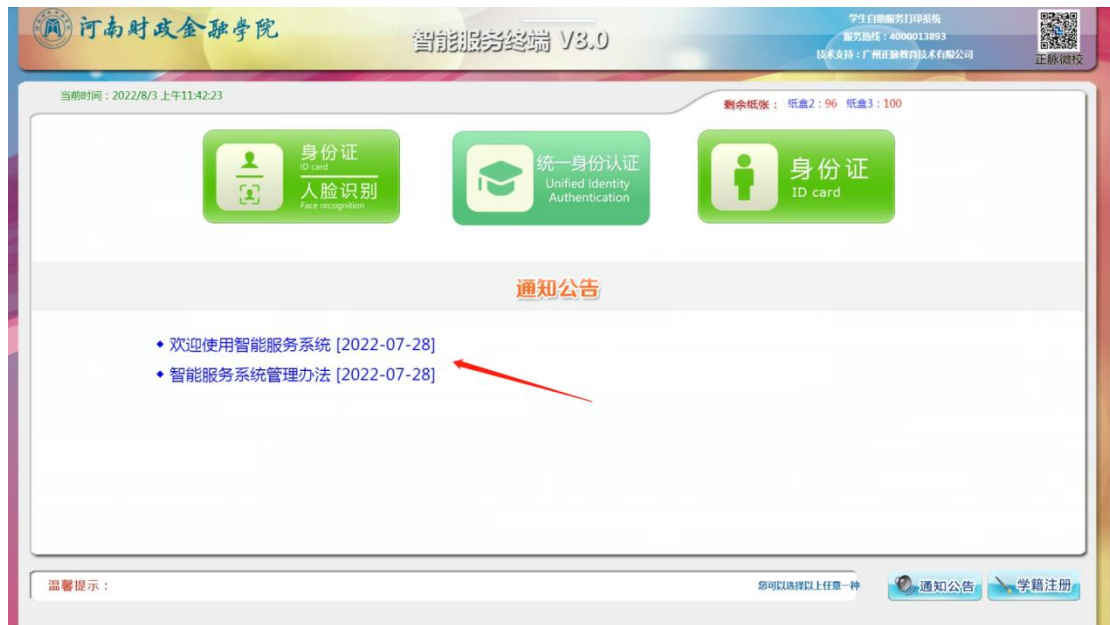 河南财政金融学院
智能服务终端 V8.0
学生自助服务打印系统
服务热线：4000013893
技术支持：广州正脉教育技术有限公司
正脉微校
当前时间：2022/8/3 上午11:42:23
剩余纸张： 纸盒2：96 纸盒3：100
身份证
ID card
人脸识别
Face recognition
统一身份认证
Unified Identity
Authentication
身份证
ID card
通知公告
欢迎使用智能服务系统 [2022-07-28]
智能服务系统管理办法 [2022-07-28]
温馨提示：
您可以选择以上任意一种
通知公告
学籍注册